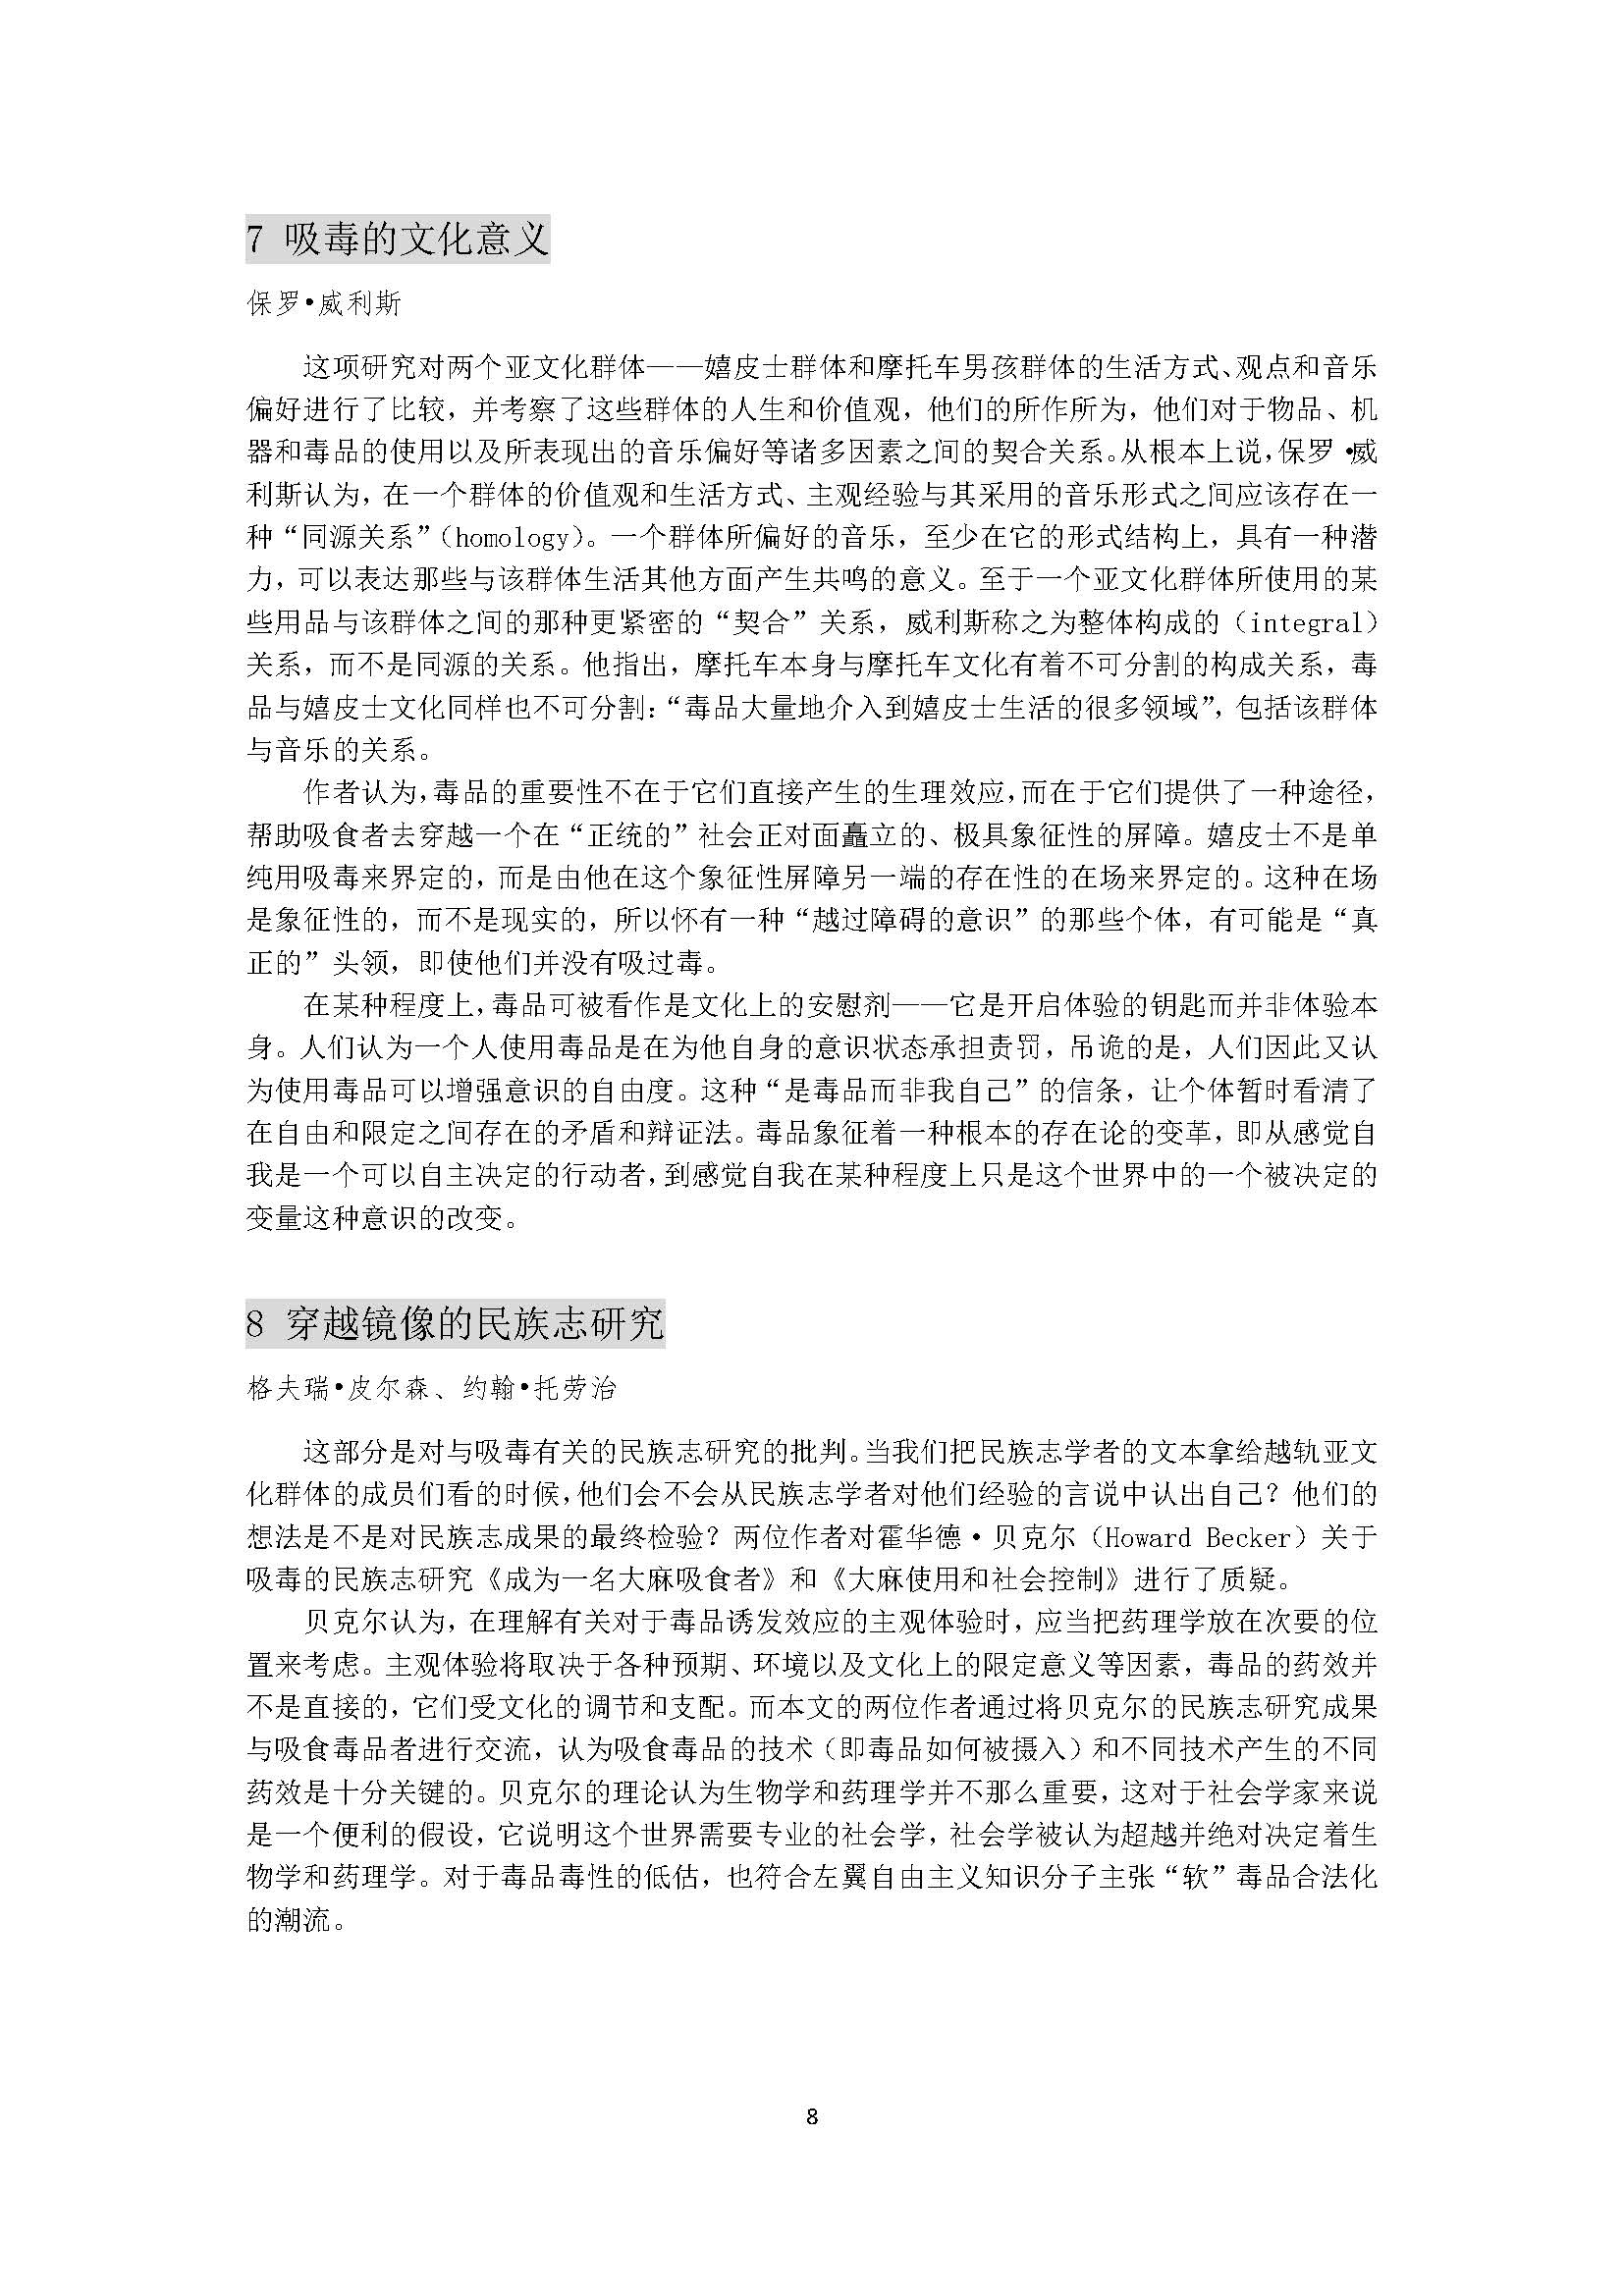 7 吸毒的文化意义
保罗•威利斯
这项研究对两个亚文化群体——嬉皮士群体和摩托车男孩群体的生活方式、观点和音乐
偏好进行了比较，并考察了这些群体的人生和价值观，他们的所作所为，他们对于物品、机
器和毒品的使用以及所表现出的音乐偏好等诸多因素之间的契合关系。从根本上说，保罗•威
利斯认为，在一个群体的价值观和生活方式、主观经验与其采用的音乐形式之间应该存在一
种“同源关系”（homology）。一个群体所偏好的音乐，至少在它的形式结构上，具有一种潜
力，可以表达那些与该群体生活其他方面产生共鸣的意义。至于一个亚文化群体所使用的某
些用品与该群体之间的那种更紧密的“契合”关系，威利斯称之为整体构成的（integral）
关系，而不是同源的关系。他指出，摩托车本身与摩托车文化有着不可分割的构成关系，毒
品与嬉皮士文化同样也不可分割：“毒品大量地介入到嬉皮士生活的很多领域”，包括该群体
与音乐的关系。
作者认为，毒品的重要性不在于它们直接产生的生理效应，而在于它们提供了一种途径，
帮助吸食者去穿越一个在“正统的”社会正对面矗立的、极具象征性的屏障。嬉皮士不是单
纯用吸毒来界定的，而是由他在这个象征性屏障另一端的存在性的在场来界定的。这种在场
是象征性的，而不是现实的，所以怀有一种“越过障碍的意识”的那些个体，有可能是“真
正的”头领，即使他们并没有吸过毒。
在某种程度上，毒品可被看作是文化上的安慰剂——它是开启体验的钥匙而并非体验本
身。人们认为一个人使用毒品是在为他自身的意识状态承担责罚，吊诡的是，人们因此又认
为使用毒品可以增强意识的自由度。这种“是毒品而非我自己”的信条，让个体暂时看清了
在自由和限定之间存在的矛盾和辩证法。毒品象征着一种根本的存在论的变革，即从感觉自
我是一个可以自主决定的行动者，到感觉自我在某种程度上只是这个世界中的一个被决定的
变量这种意识的改变。
8 穿越镜像的民族志研究
格夫瑞•皮尔森、约翰•托劳治
这部分是对与吸毒有关的民族志研究的批判。当我们把民族志学者的文本拿给越轨亚文
化群体的成员们看的时候，他们会不会从民族志学者对他们经验的言说中认出自己？他们的
想法是不是对民族志成果的最终检验？两位作者对霍华德·贝克尔（Howard Becker）关于
吸毒的民族志研究《成为一名大麻吸食者》和《大麻使用和社会控制》进行了质疑。
贝克尔认为，在理解有关对于毒品诱发效应的主观体验时，应当把药理学放在次要的位
置来考虑。主观体验将取决于各种预期、环境以及文化上的限定意义等因素，毒品的药效并
不是直接的，它们受文化的调节和支配。而本文的两位作者通过将贝克尔的民族志研究成果
与吸食毒品者进行交流，认为吸食毒品的技术（即毒品如何被摄入）和不同技术产生的不同
药效是十分关键的。贝克尔的理论认为生物学和药理学并不那么重要，这对于社会学家来说
是一个便利的假设，它说明这个世界需要专业的社会学，社会学被认为超越并绝对决定着生
物学和药理学。对于毒品毒性的低估，也符合左翼自由主义知识分子主张“软”毒品合法化
的潮流。
8